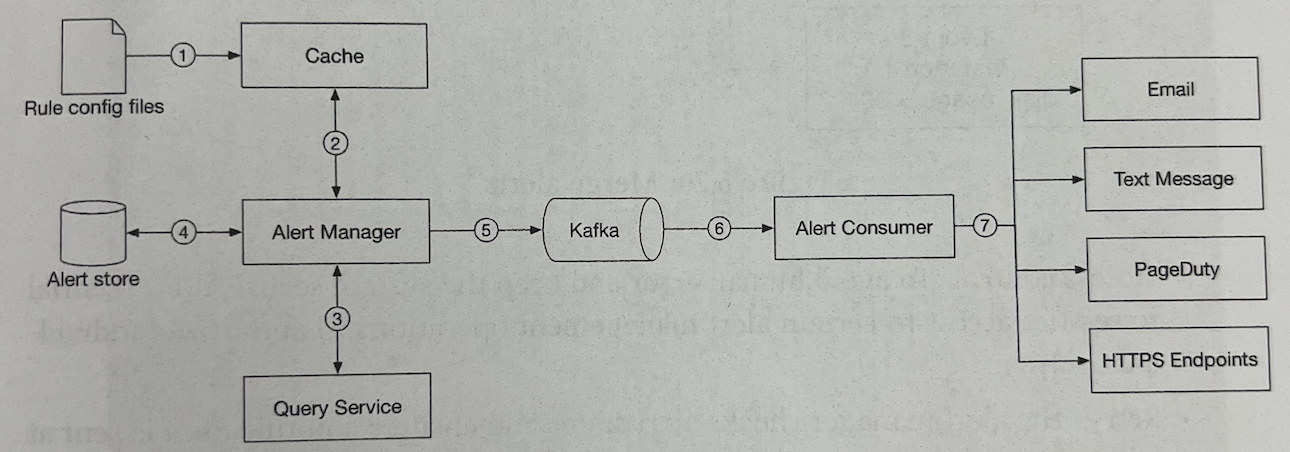 1
Cache
Rule config files
2
Email
Text Message
Alert store
4
Alert Manager
5
Kafka
6
Alert Consumer
7
PageDuty
3
HTTPS Endpoints
Query Service